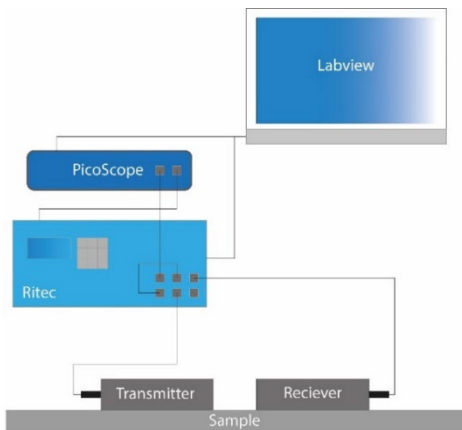 Labview
PicoScope
Ritec
Transmitter
Reciever
Sample